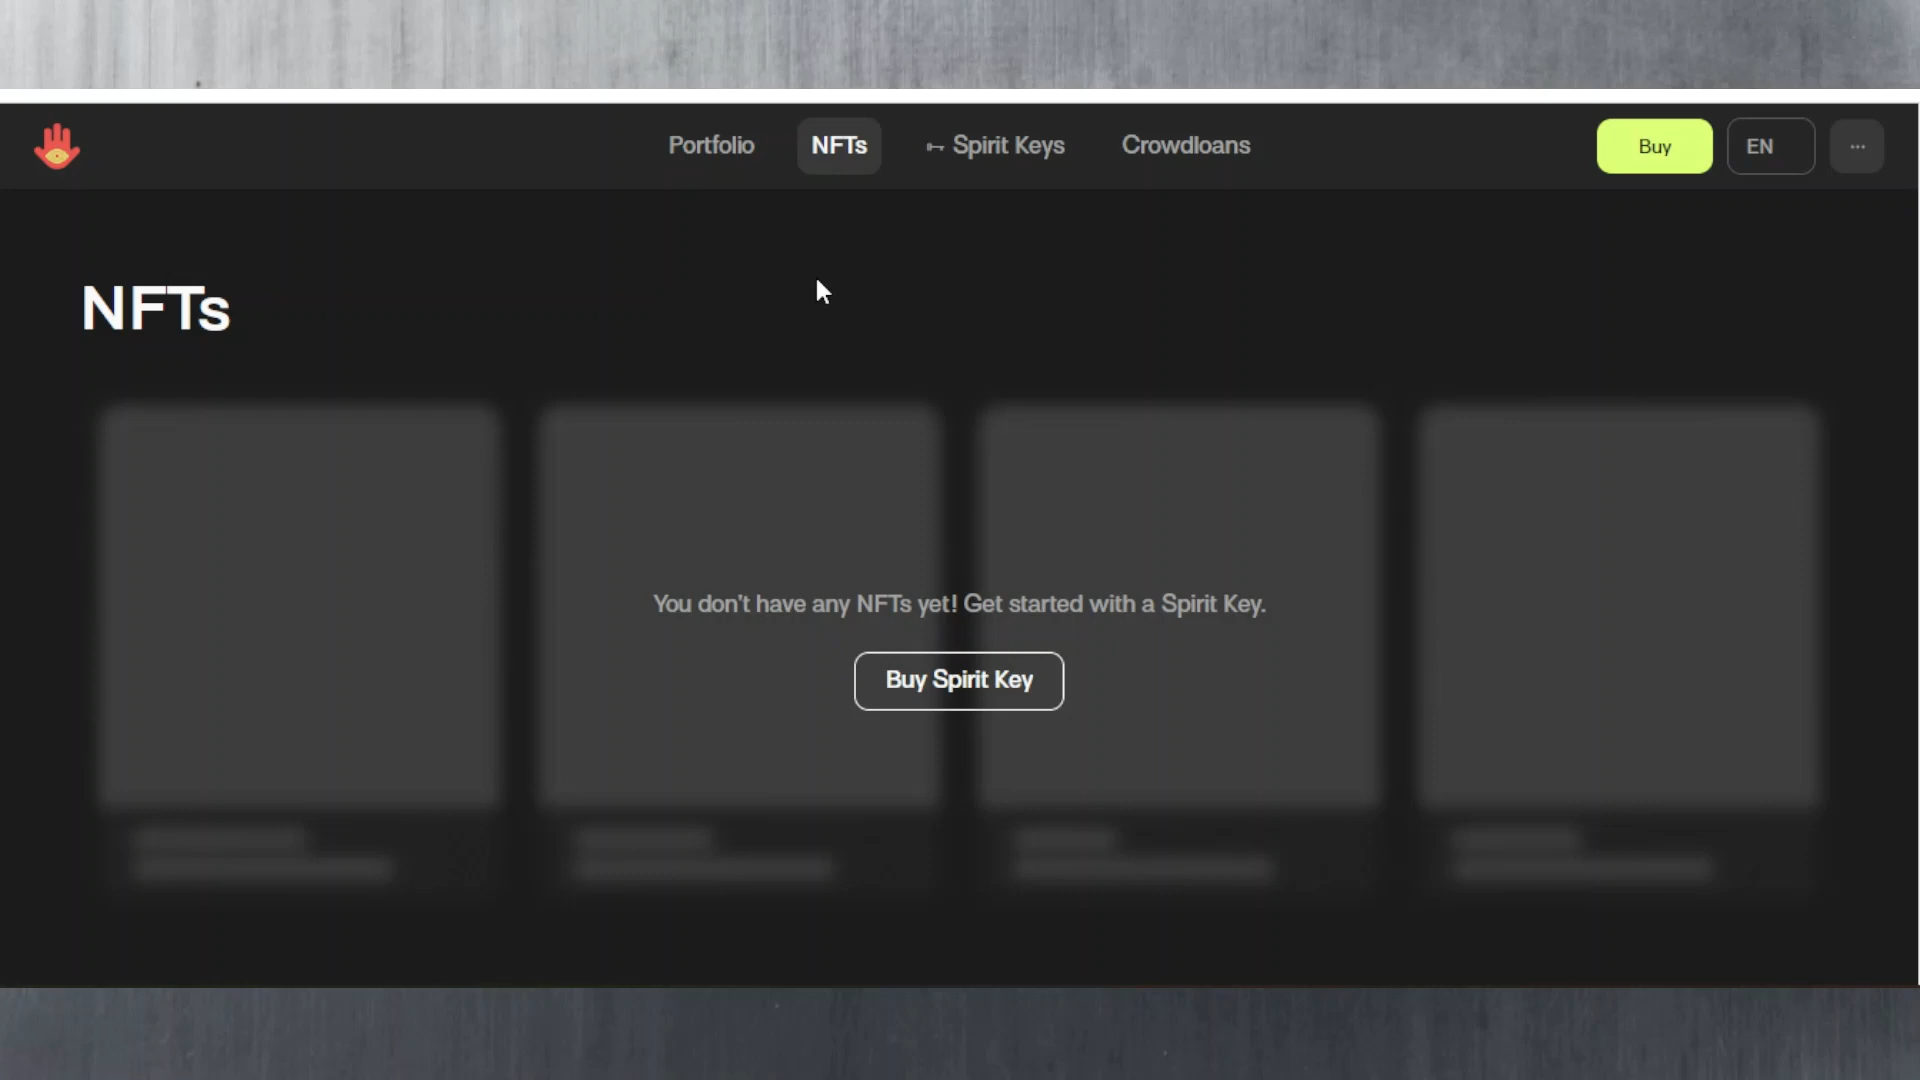 Portfolio
NFTs
Spirit Keys
Crowdloans
Buy
EN
NFTs
You don't have any NFTs yet! Get started with a Spirit Key.
Buy Spirit Key